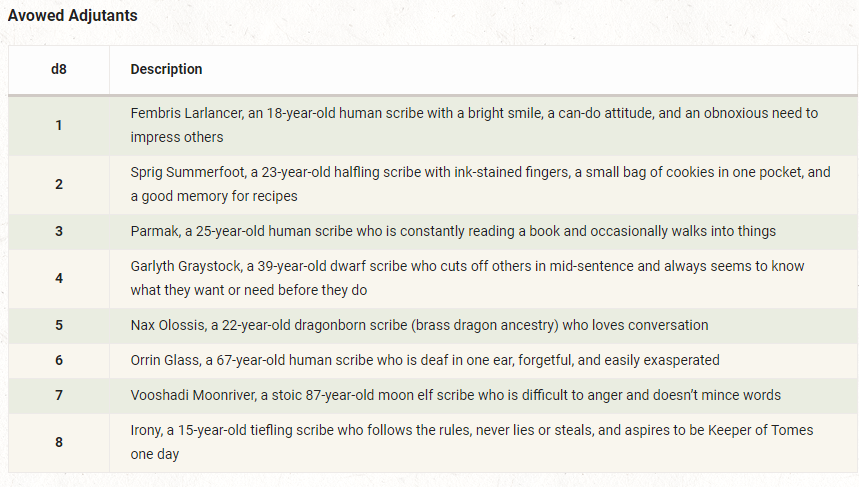 Avowed Adjutants
d8 Description
1 Fembris Larlancer, an 18-year-old human scribe with a bright smile, a can-do attitude, and an obnoxious need to
impress others
2 Sprig Summerfoot, a 23-year-old halfling scribe with ink-stained fingers, a small bag of cookies in one pocket, and
a good memory for recipes
3 Parmak, a 25-year-old human scribe who is constantly reading a book and occasionally walks into things
4 Garlyth Graystock, a 39-year-old dwarf scribe who cuts off others in mid-sentence and always seems to know
what they want or need before they do
5 Nax Olossis, a 22-year-old dragonborn scribe (brass dragon ancestry) who loves conversation
6 Orrin Glass, a 67-year-old human scribe who is deaf in one ear, forgetful, and easily exasperated
7 Vooshadi Moonriver, a stoic 87-year-old moon elf scribe who is difficult to anger and doesn’t mince words
8 Irony, a 15-year-old tiefling scribe who follows the rules, never lies or steals, and aspires to be Keeper of Tomes
one day